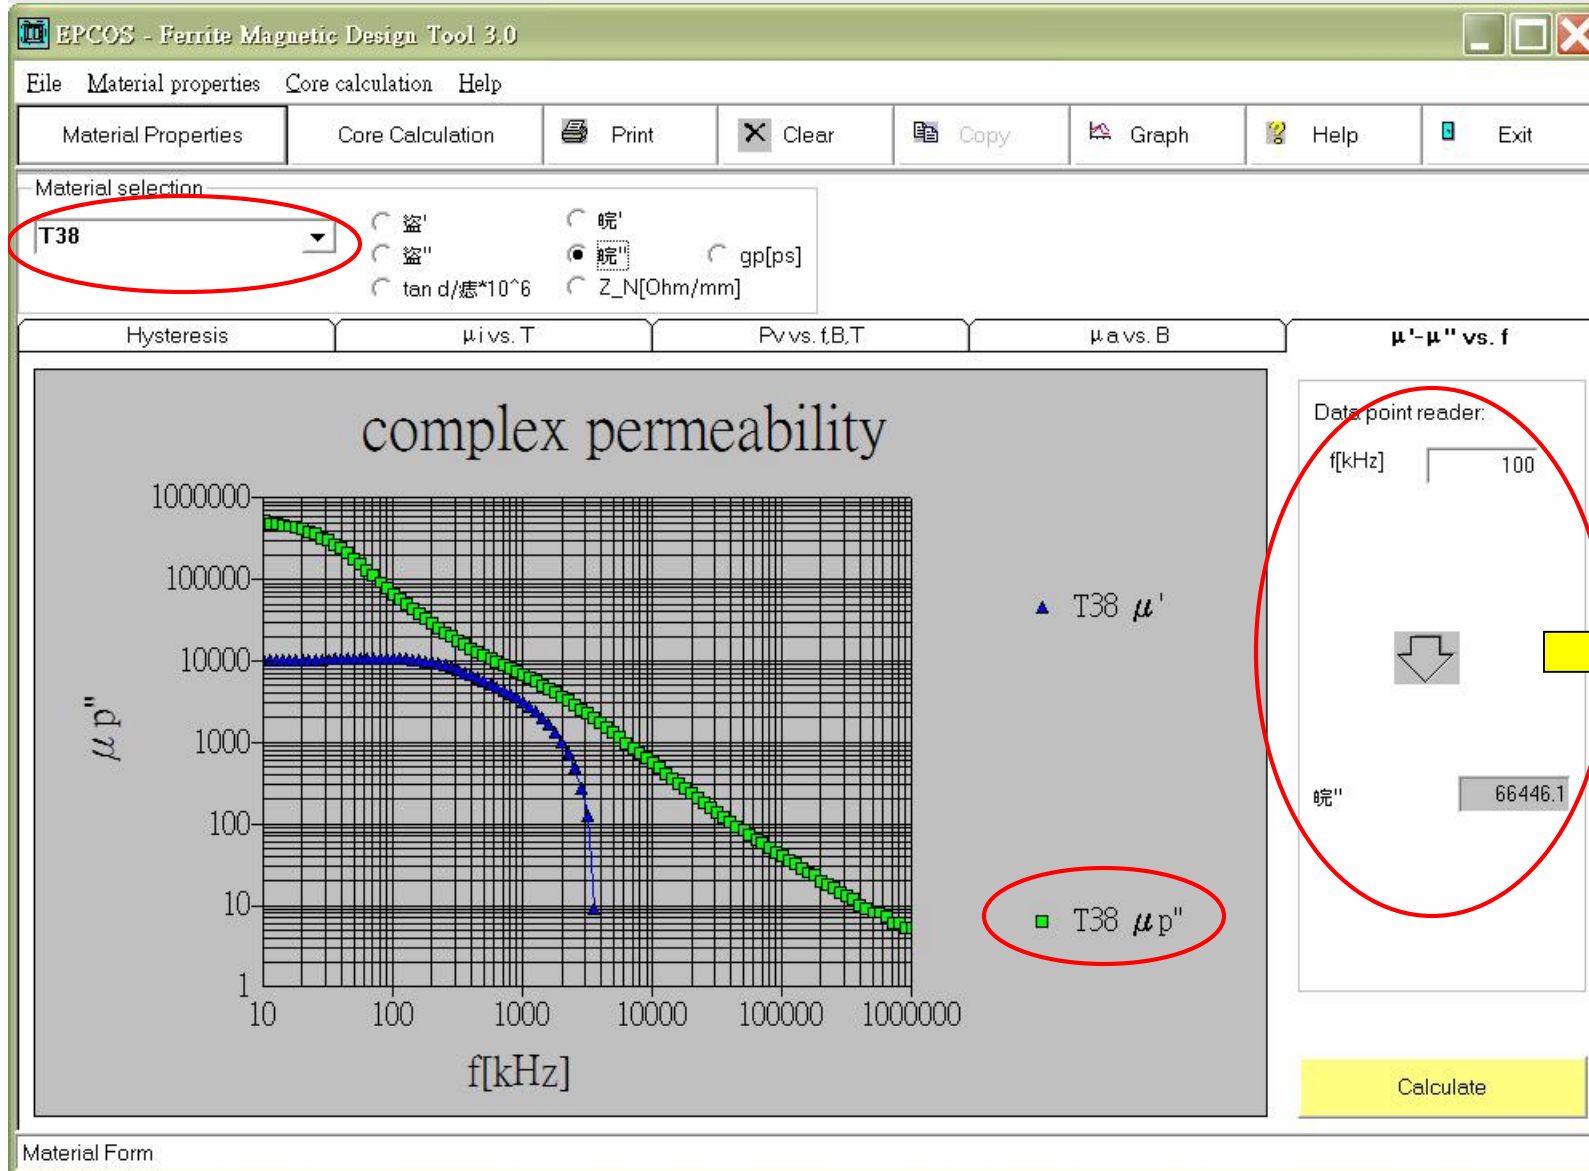 EPCOS - Ferrite Magnetic Design Tool 3.0
File Material properties Core calculation Help
Material Properties Core Calculation Print Clear Copy Graph Help Exit
Material selection
T38
盜' 皖'
盜" 皖" gp[ps]
tan d/痣*10^6 Z_N[Ohm/mm]
Hysteresis μi vs. T Pv vs. f,B,T μa vs. B μ'-μ" vs. f
complex permeability
μp"
1000000
100000
10000
1000
100
10
1
10 100 1000 10000 100000 1000000
f[kHz]
T38 μ'
T38 μp"
Data point reader:
f[kHz] 100
皖" 66446.1
Calculate
Material Form